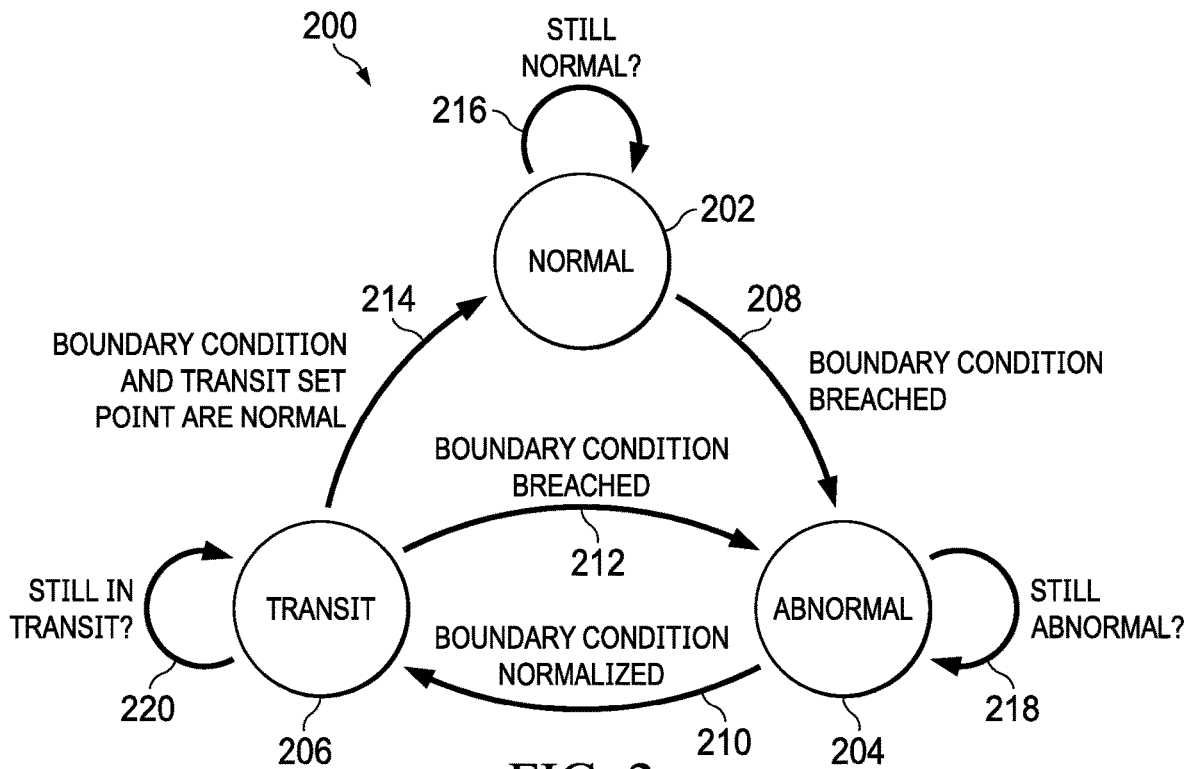 200
STILL
NORMAL?
216
202
NORMAL
214
208
BOUNDARY CONDITION
AND TRANSIT SET
POINT ARE NORMAL
BOUNDARY CONDITION
BREACHED
BOUNDARY CONDITION
BREACHED
212
STILL IN
TRANSIT?
TRANSIT
ABNORMAL
STILL
ABNORMAL?
BOUNDARY CONDITION
NORMALIZED
220
206
210
204
218